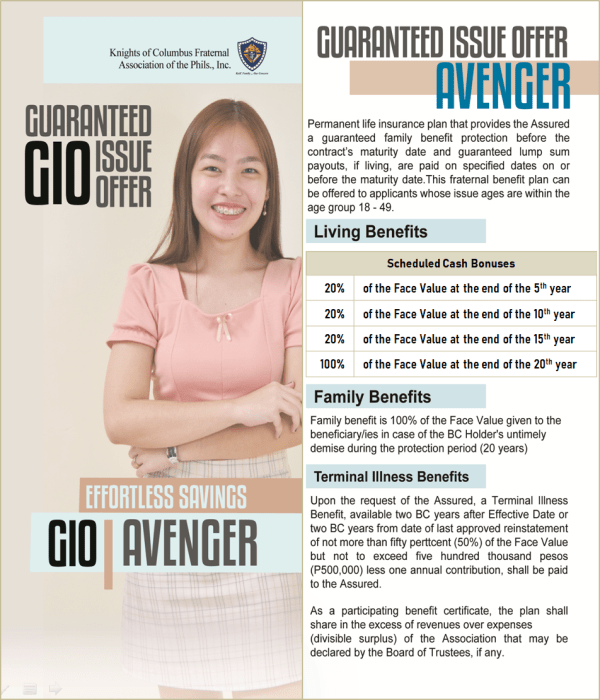 Knights of Columbus Fraternal
Association of the Phils., Inc.
GUARANTEED
GIO ISSUE
OFFER
EFFORTLESS SAVINGS
GIO AVENGER
GUARANTEED ISSUE OFFER
AVENGER
Permanent life insurance plan that provides the Assured
a guaranteed family benefit protection before the
contract's maturity date and guaranteed lump sum
payouts, if living, are paid on specified dates on or
before the maturity date.This fraternal benefit plan can
be offered to applicants whose issue ages are within the
age group 18 - 49.
Living Benefits
Scheduled Cash Bonuses
20% of the Face Value at the end of the 5th year
20% of the Face Value at the end of the 10th year
20% of the Face Value at the end of the 15th year
100% of the Face Value at the end of the 20th year
Family Benefits
Family benefit is 100% of the Face Value given to the
beneficiary/ies in case of the BC Holder's untimely
demise during the protection period (20 years)
Terminal Illness Benefits
Upon the request of the Assured, a Terminal Illness
Benefit, available two BC years after Effective Date or
two BC years from date of last approved reinstatement
of not more than fifty perttcent (50%) of the Face Value
but not to exceed five hundred thousand pesos
(P500,000) less one annual contribution, shall be paid
to the Assured.
As a participating benefit certificate, the plan shall
share in the excess of revenues over expenses
(divisible surplus) of the Association that may be
declared by the Board of Trustees, if any.